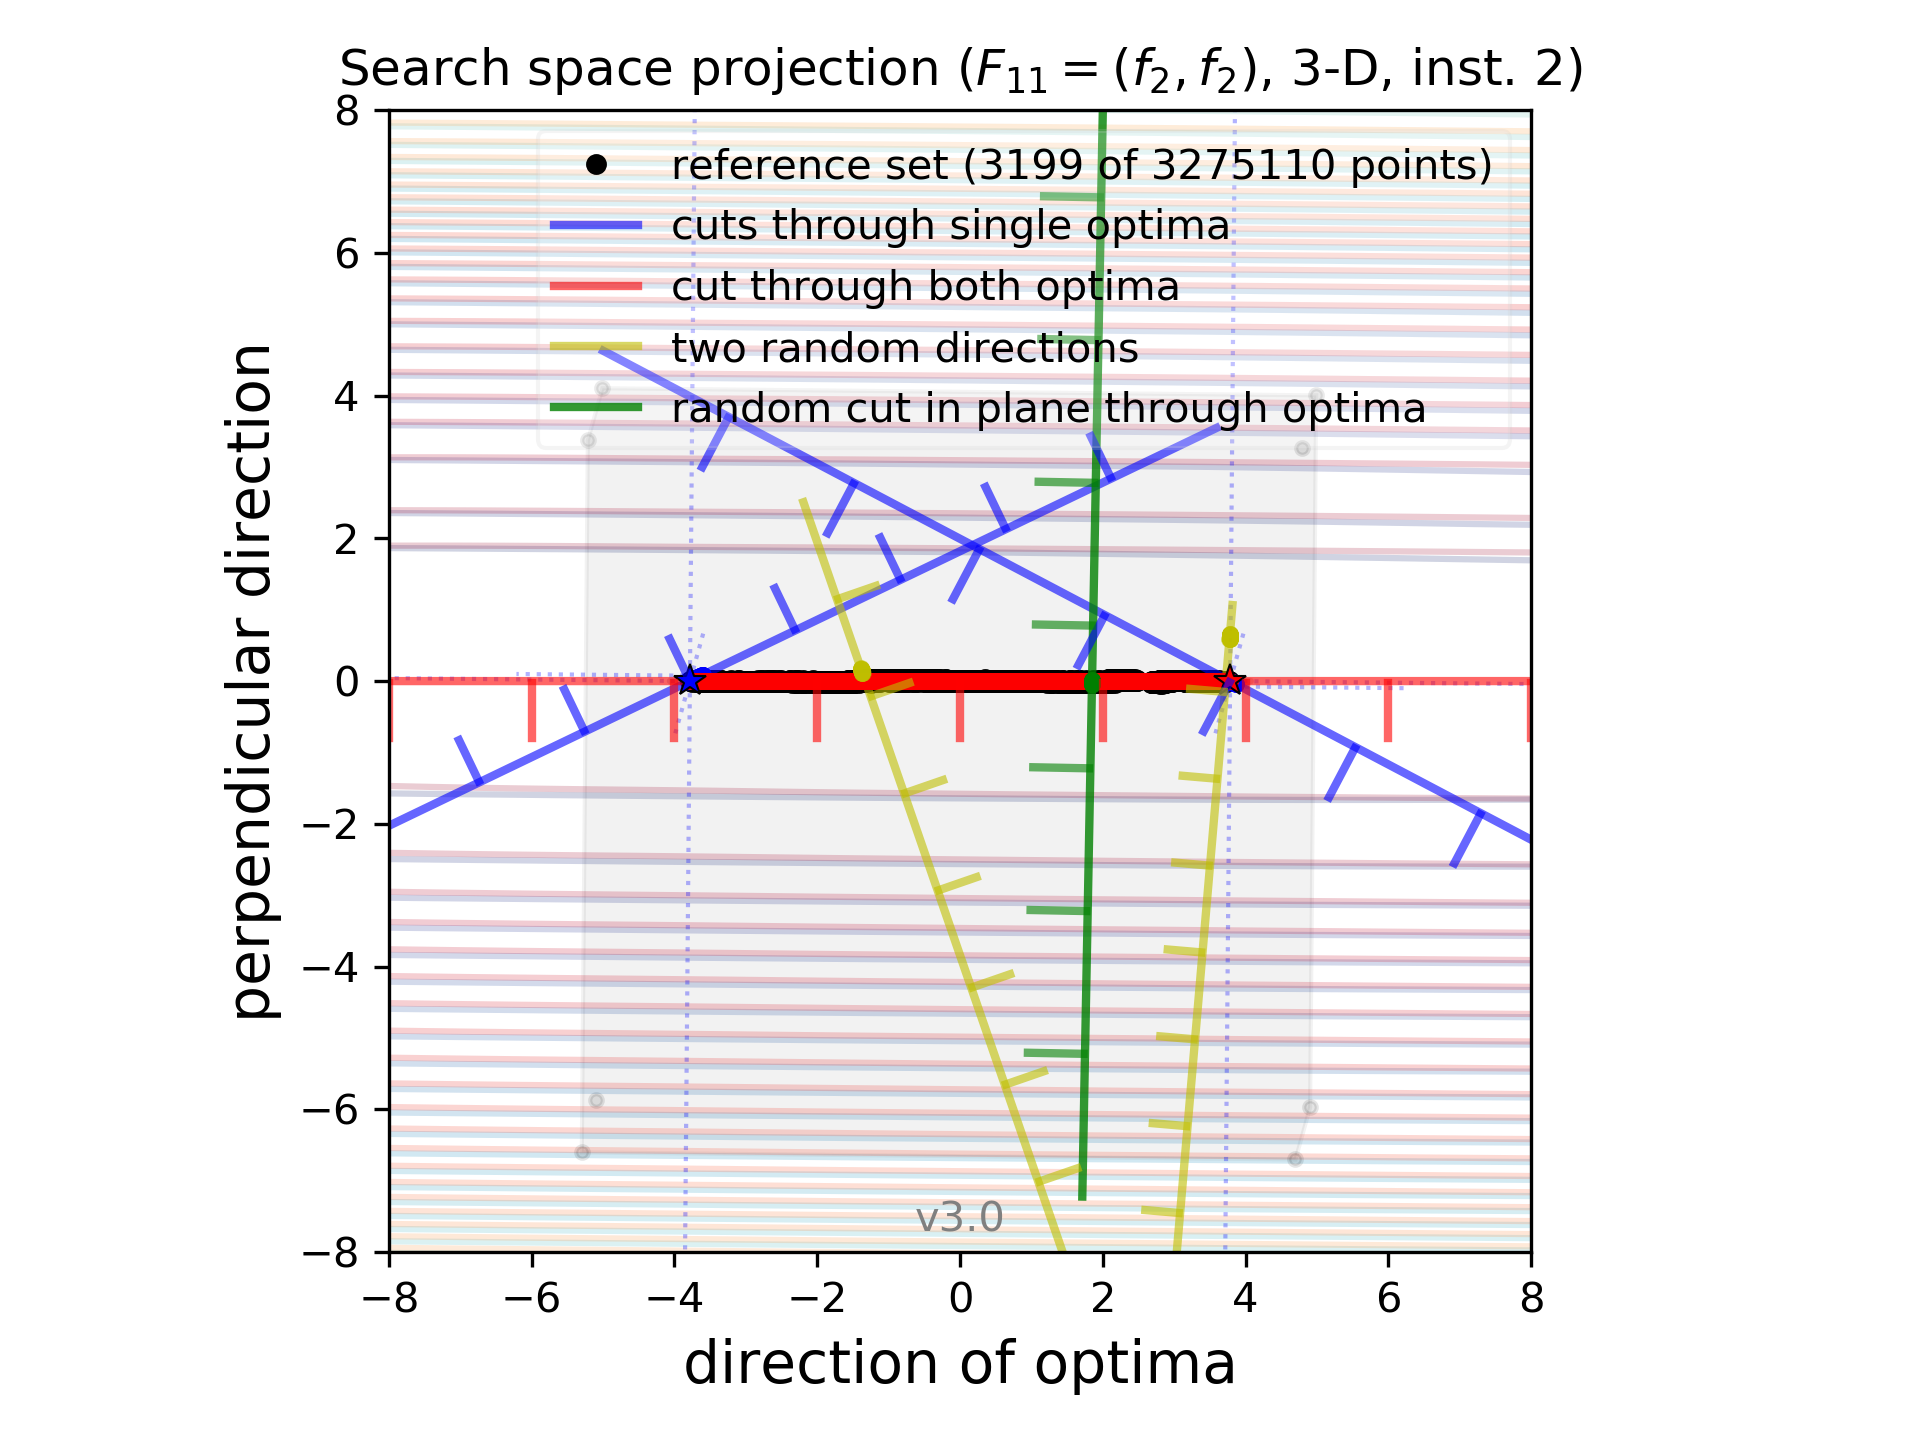 Search space projection (F₁₁ = (f₂, f₂), 3-D, inst. 2)
reference set (3199 of 3275110 points)
cuts through single optima
cut through both optima
two random directions
random cut in plane through optima
8
6
4
2
0
−2
−4
−6
−8
perpendicular direction
v3.0
−8 −6 −4 −2 0 2 4 6 8
direction of optima